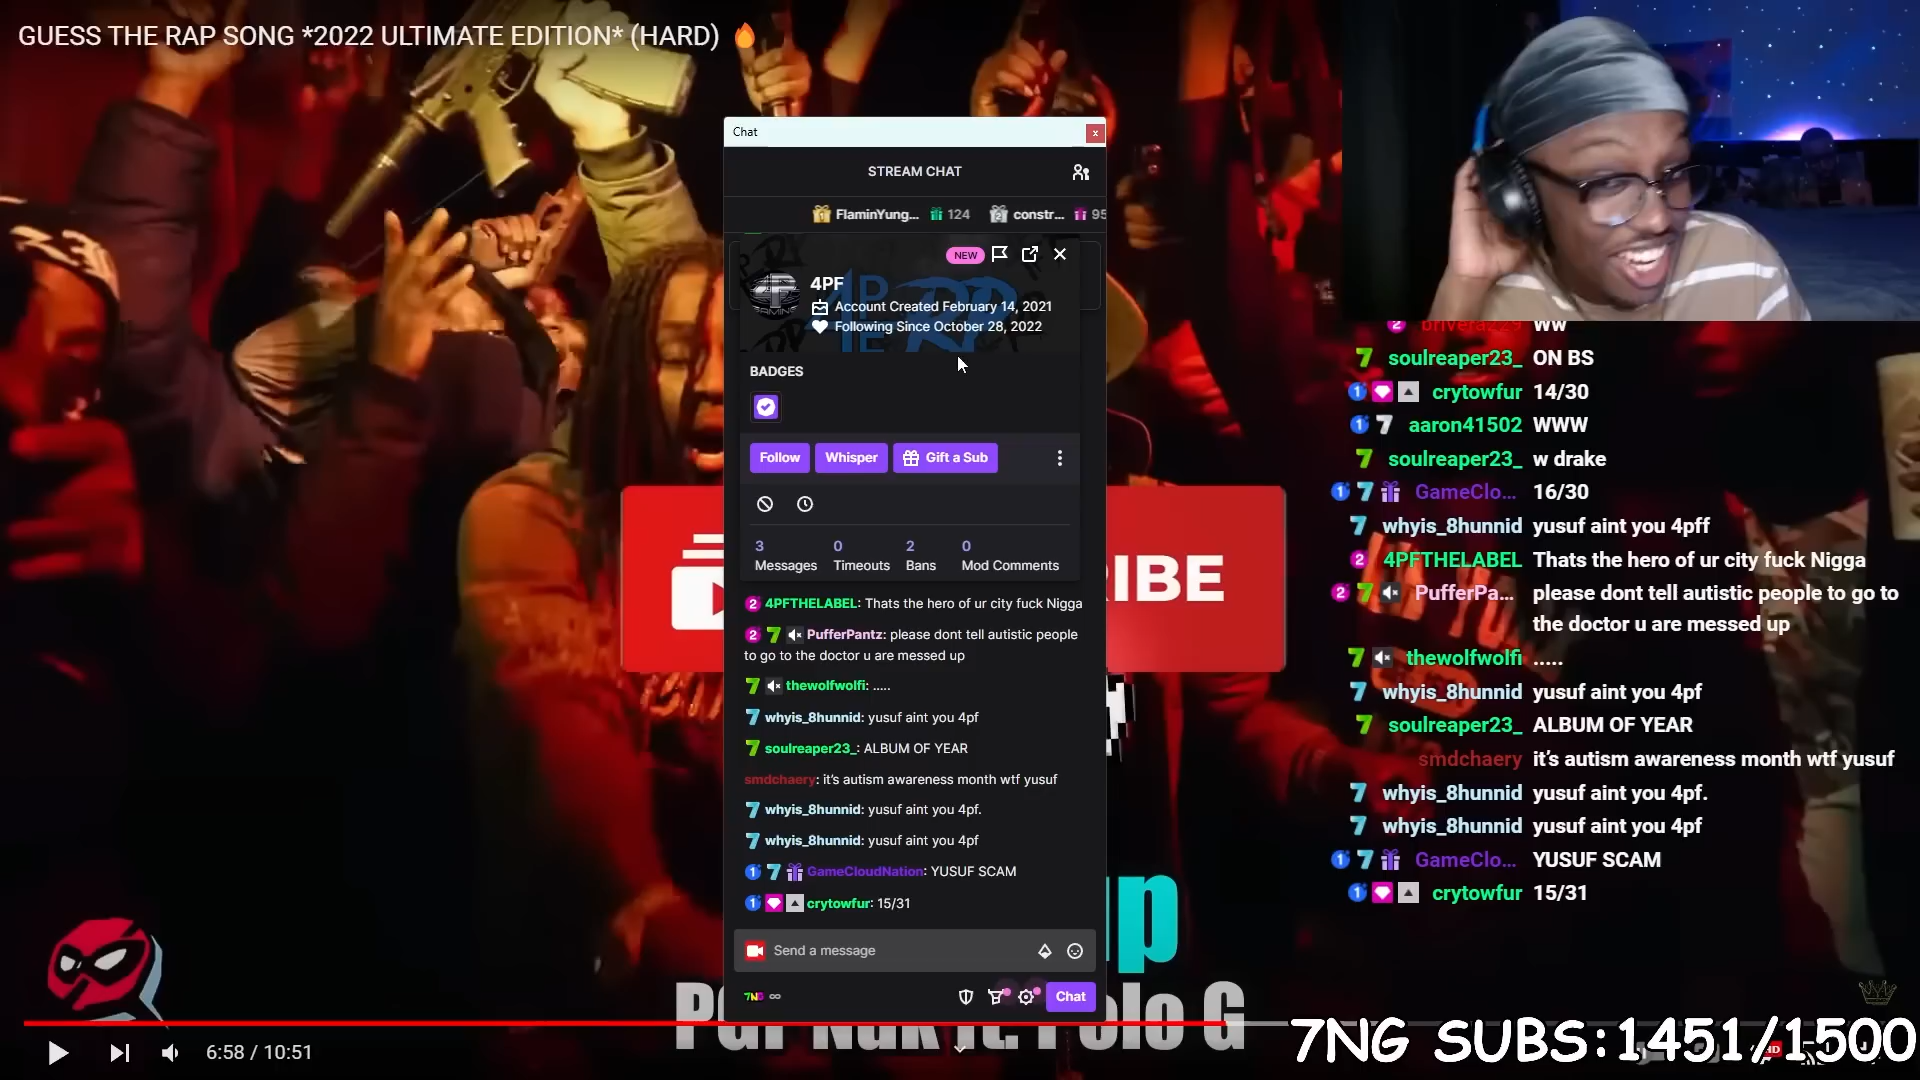 GUESS THE RAP SONG *2022 ULTIMATE EDITION* (HARD) 🔥
Chat
STREAM CHAT
FlaminYung... 124 constr... 95
NEW
4PF
Account Created February 14, 2021
Following Since October 28, 2022
BADGES
Follow Whisper Gift a Sub
3 0 2 0
Messages Timeouts Bans Mod Comments
4PFTHELABEL: Thats the hero of ur city fuck Nigga
PufferPantz: please dont tell autistic people
to go to the doctor u are messed up
thewolfwolfi: .....
whyis_8hunnid: yusuf aint you 4pf
soulreaper23_: ALBUM OF YEAR
smdchaery: it's autism awareness month wtf yusuf
whyis_8hunnid: yusuf aint you 4pf.
whyis_8hunnid: yusuf aint you 4pf
GameCloudNation: YUSUF SCAM
crytowfur: 15/31
Send a message
7NG ∞
Chat
brivera229 Ww
soulreaper23_ ON BS
crytowfur 14/30
aaron41502 WWW
soulreaper23_ w drake
GameClo... 16/30
whyis_8hunnid yusuf aint you 4pff
4PFTHELABEL Thats the hero of ur city fuck Nigga
PufferPa... please dont tell autistic people to go to
the doctor u are messed up
thewolfwolfi .....
whyis_8hunnid yusuf aint you 4pf
soulreaper23_ ALBUM OF YEAR
smdchaery it's autism awareness month wtf yusuf
whyis_8hunnid yusuf aint you 4pf.
whyis_8hunnid yusuf aint you 4pf
GameClo... YUSUF SCAM
crytowfur 15/31
IBE
6:58 / 10:51
7NG SUBS:1451/1500